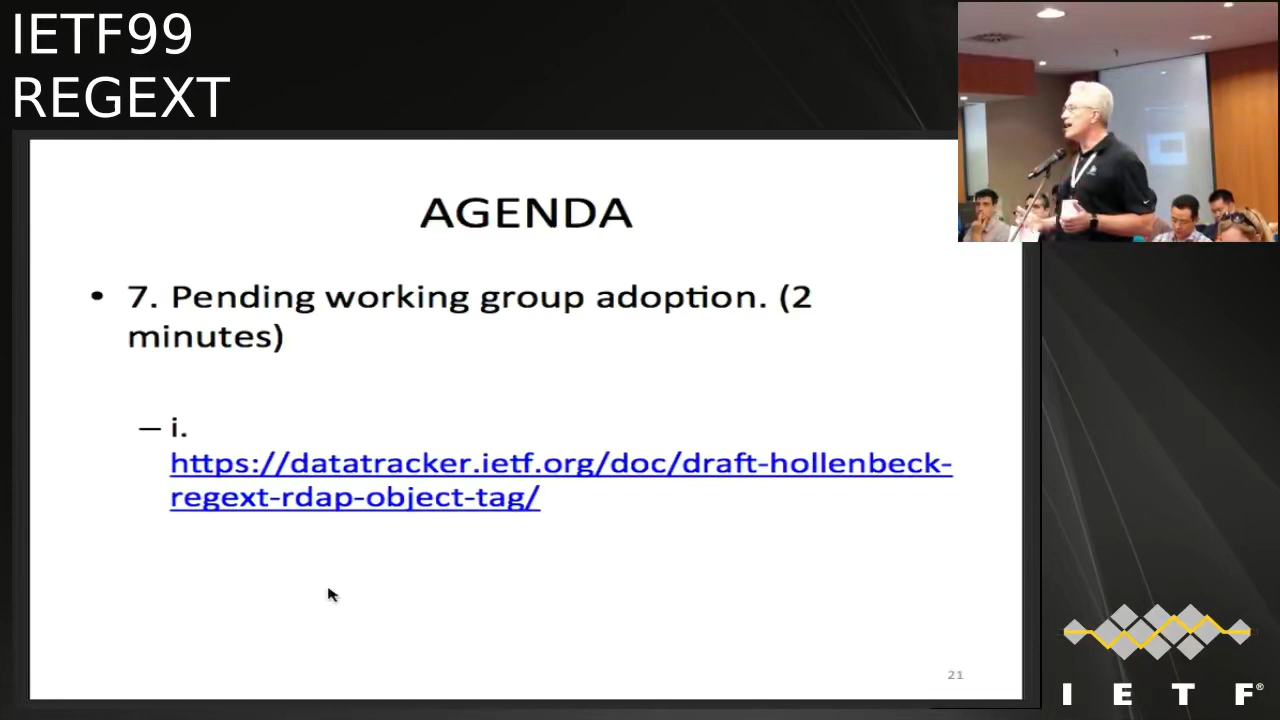 IETF99
REGEXT
AGENDA
• 7. Pending working group adoption. (2
minutes)
– i.
https://datatracker.ietf.org/doc/draft-hollenbeck-
regext-rdap-object-tag/
21
I E T F®